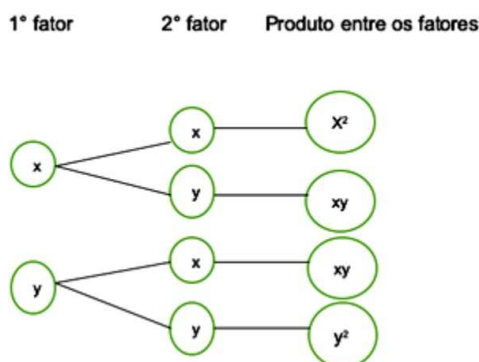 1° fator 2° fator Produto entre os fatores
x X²
x
y xy
x xy
y
y y²